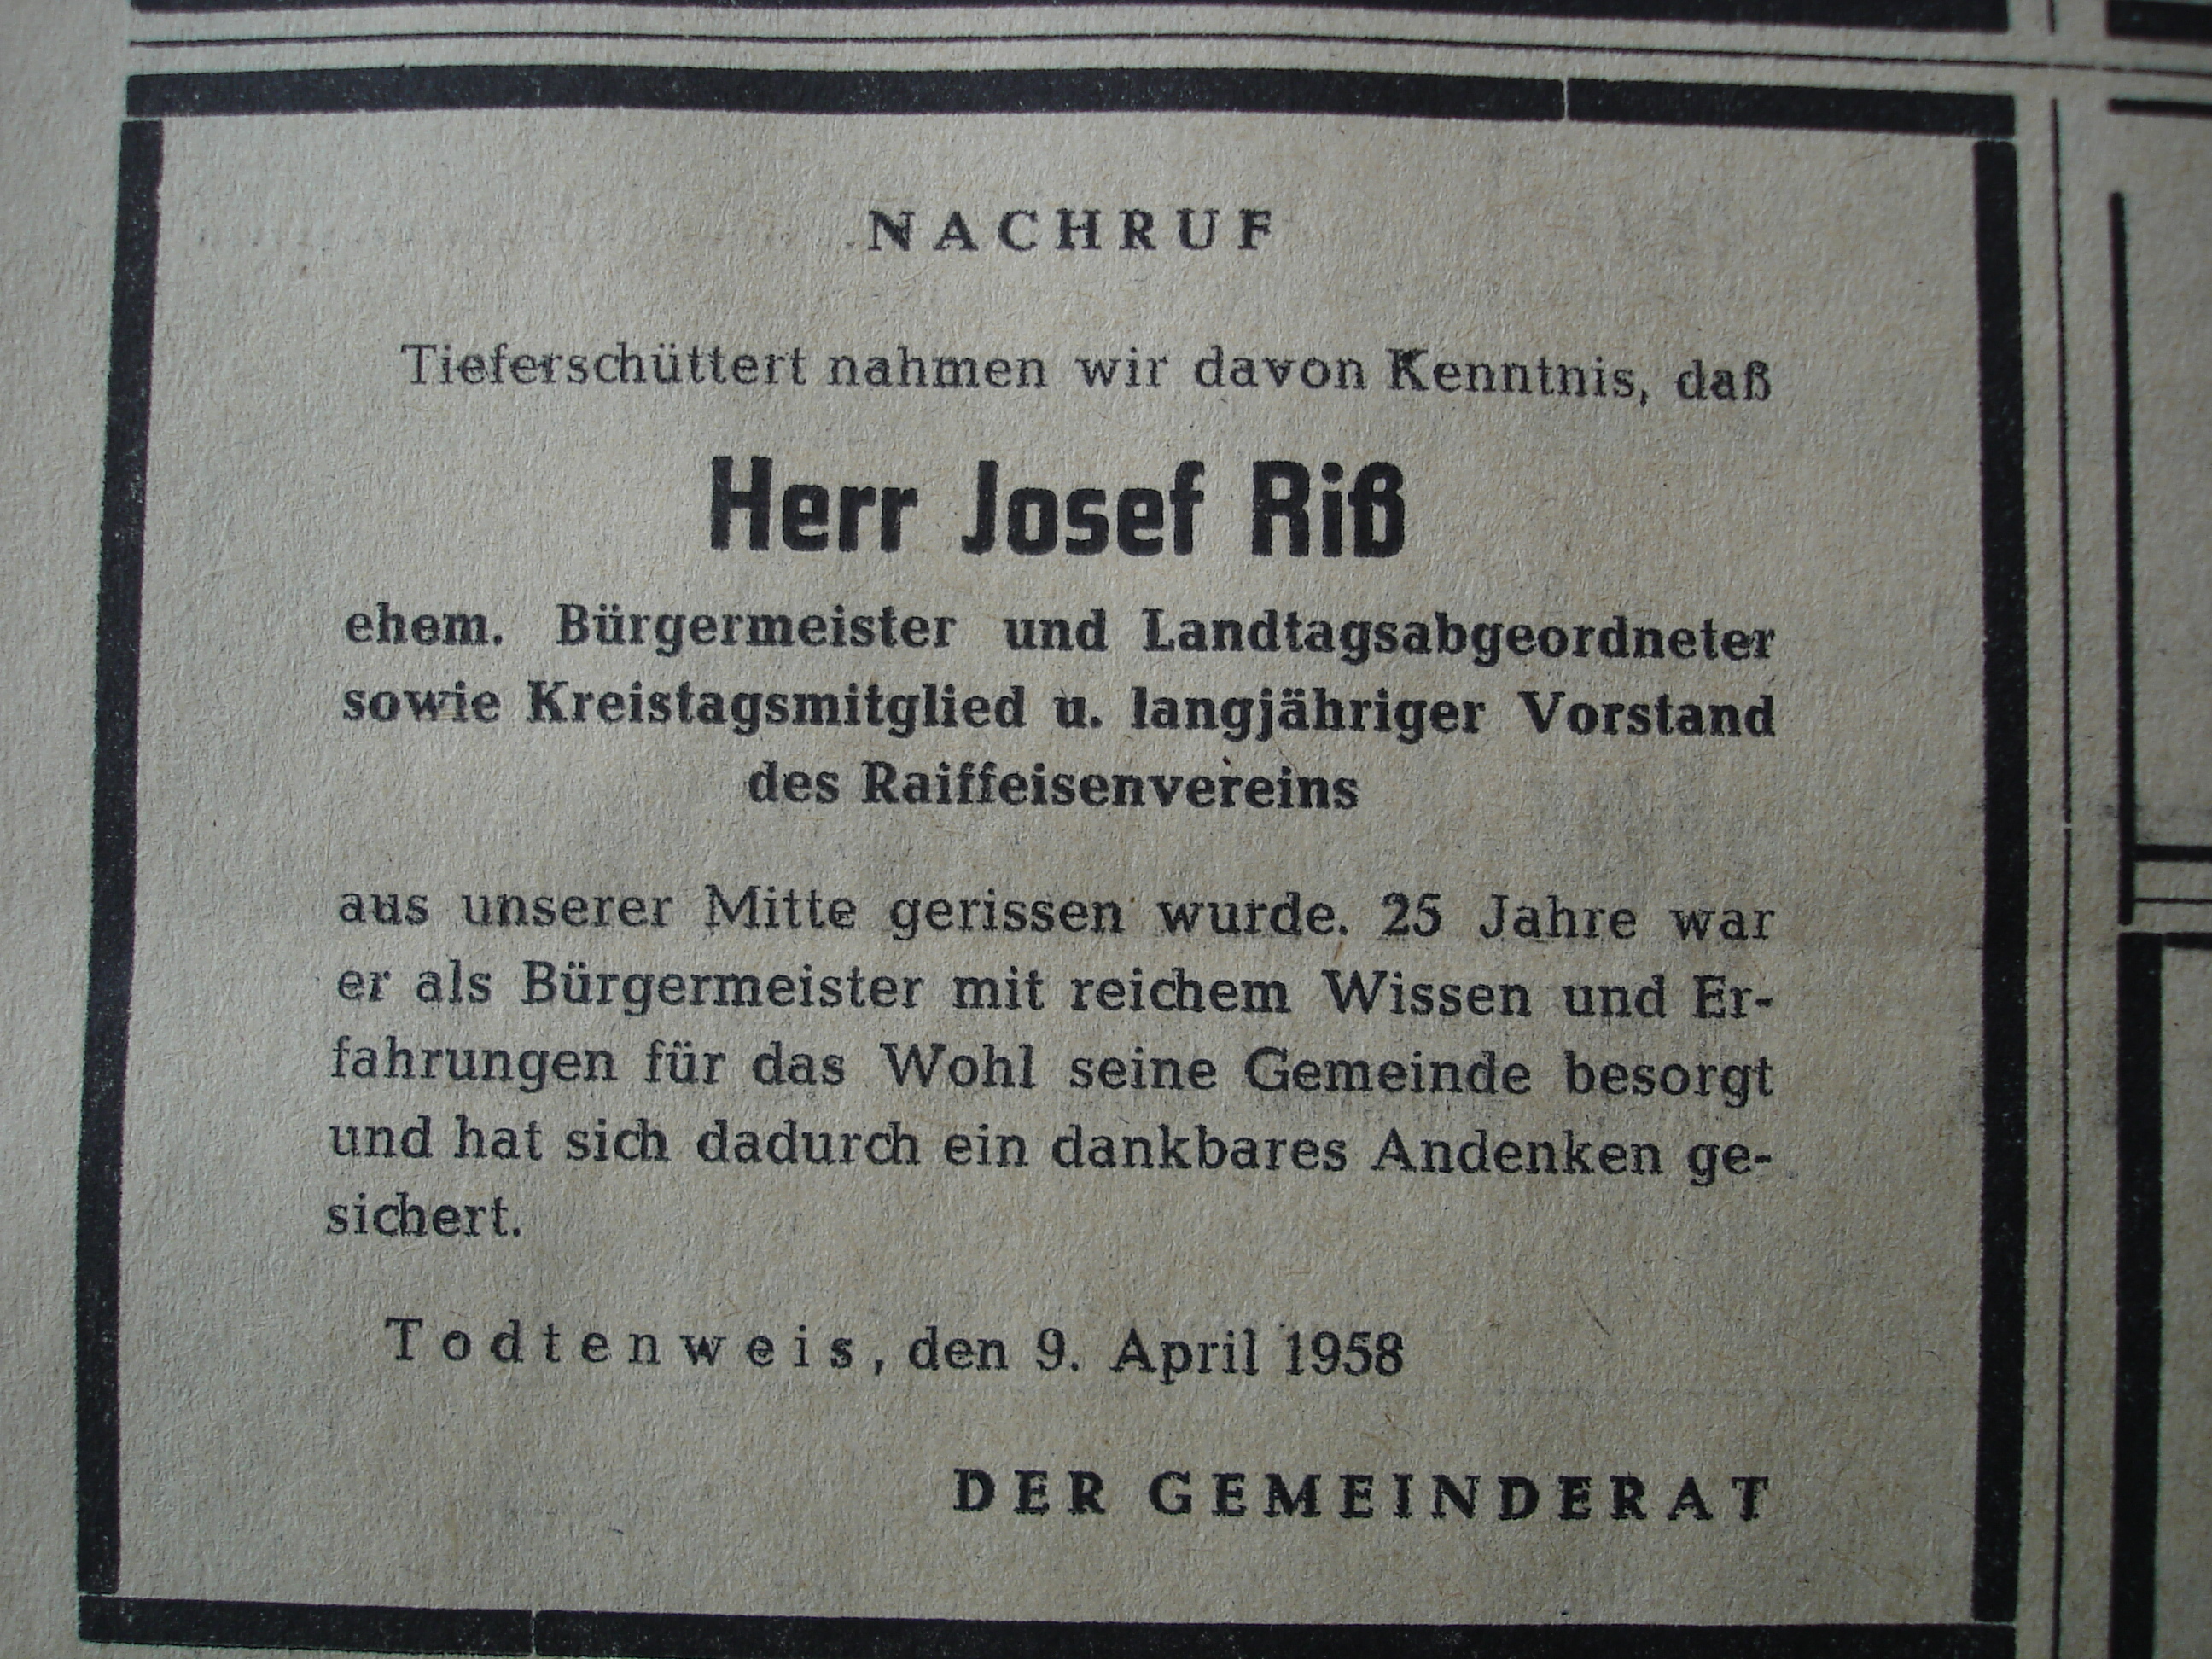 NACHRUF
Tieferschüttert nahmen wir davon Kenntnis, daß
Herr Josef Riß
ehem. Bürgermeister und Landtagsabgeordneter
sowie Kreistagsmitglied u. langjähriger Vorstand
des Raiffeisenvereins
aus unserer Mitte gerissen wurde. 25 Jahre war
er als Bürgermeister mit reichem Wissen und Er-
fahrungen für das Wohl seine Gemeinde besorgt
und hat sich dadurch ein dankbares Andenken ge-
sichert.
Todtenweis, den 9. April 1958
DER GEMEINDERAT